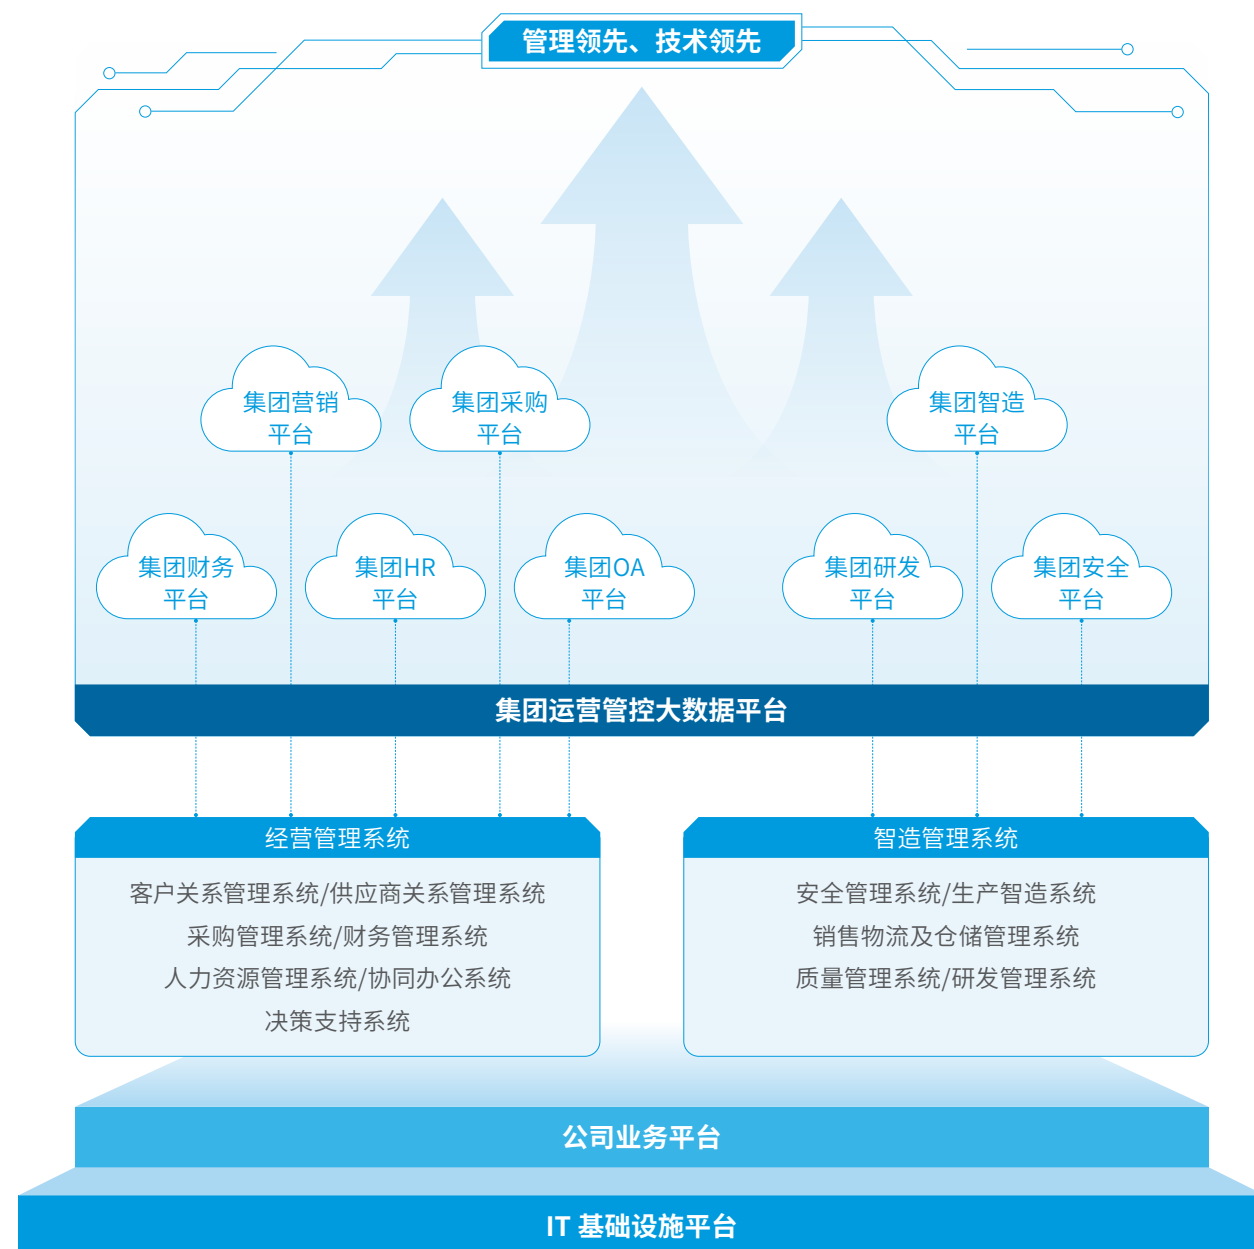 管理领先、技术领先
集团营销
平台
集团采购
平台
集团智造
平台
集团财务
平台
集团HR
平台
集团OA
平台
集团研发
平台
集团安全
平台
集团运营管控大数据平台
经营管理系统
客户关系管理系统/供应商关系管理系统
采购管理系统/财务管理系统
人力资源管理系统/协同办公系统
决策支持系统
智造管理系统
安全管理系统/生产智造系统
销售物流及仓储管理系统
质量管理系统/研发管理系统
公司业务平台
IT 基础设施平台